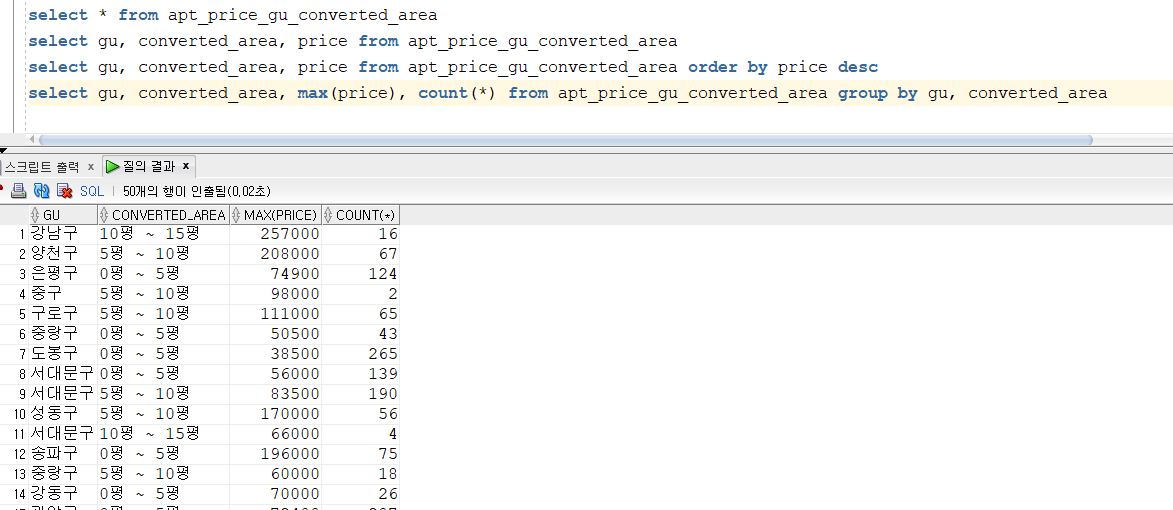 select * from apt_price_gu_converted_area
select gu, converted_area, price from apt_price_gu_converted_area
select gu, converted_area, price from apt_price_gu_converted_area order by price desc
select gu, converted_area, max(price), count(*) from apt_price_gu_converted_area group by gu, converted_area
스크립트 출력 x 질의 결과 x
SQL | 50개의 행이 인출됨(0,02초)
GU CONVERTED_AREA MAX(PRICE) COUNT(*)
1 강남구 10평 ~ 15평 257000 16
2 양천구 5평 ~ 10평 208000 67
3 은평구 0평 ~ 5평 74900 124
4 중구 5평 ~ 10평 98000 2
5 구로구 5평 ~ 10평 111000 65
6 중랑구 0평 ~ 5평 50500 43
7 도봉구 0평 ~ 5평 38500 265
8 서대문구 0평 ~ 5평 56000 139
9 서대문구 5평 ~ 10평 83500 190
10 성동구 5평 ~ 10평 170000 56
11 서대문구 10평 ~ 15평 66000 4
12 송파구 0평 ~ 5평 196000 75
13 중랑구 5평 ~ 10평 60000 18
14 강동구 0평 ~ 5평 70000 26